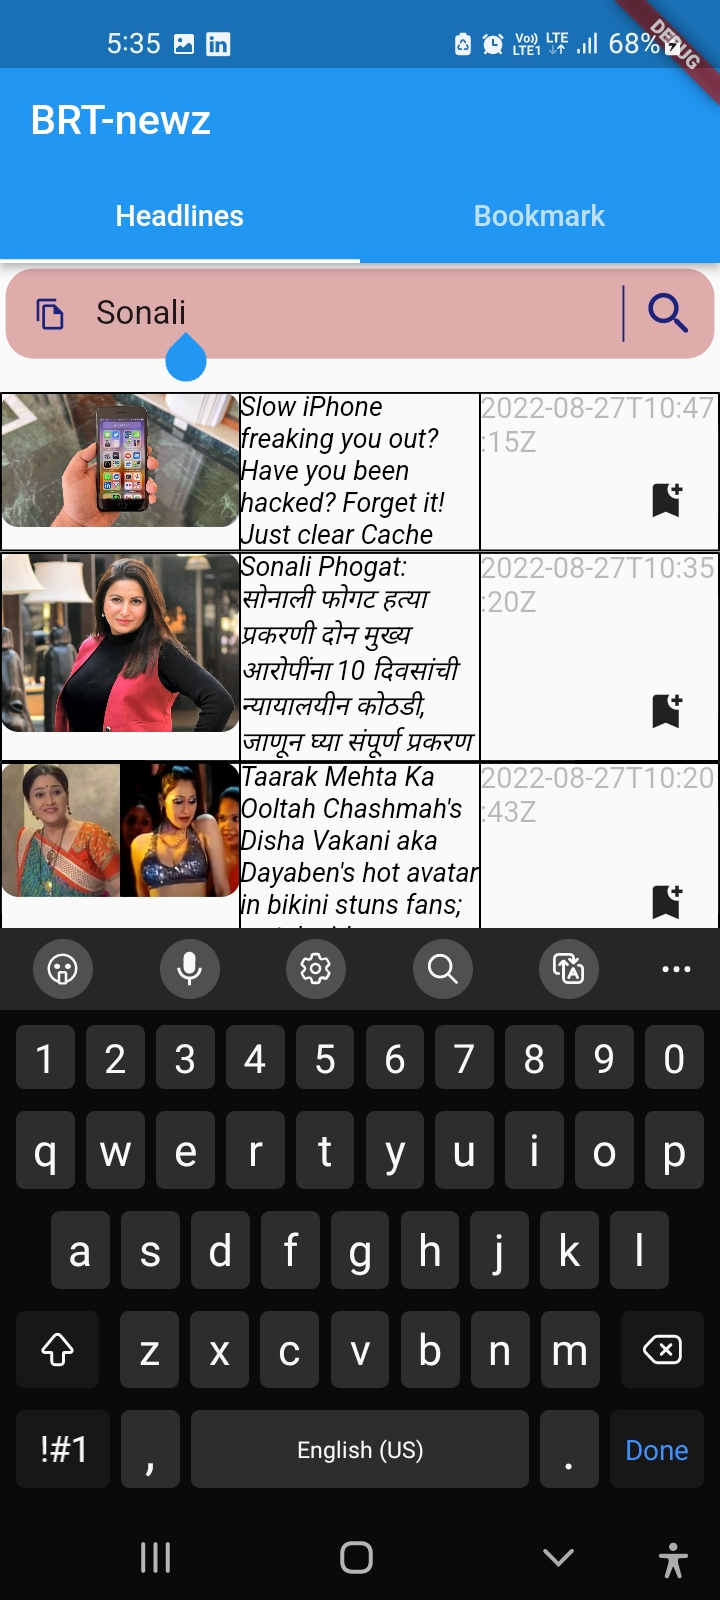 5:35
Vo)) LTE1 LTE 68%
DEBUG
BRT-newz
Headlines Bookmark
Sonali
Slow iPhone
freaking you out?
Have you been
hacked? Forget it!
Just clear Cache
2022-08-27T10:47
:15Z
Sonali Phogat:
सोनाली फोगट हत्या
प्रकरणी दोन मुख्य
आरोपींना 10 दिवसांची
न्यायालयीन कोठडी,
जाणून घ्या संपूर्ण प्रकरण
2022-08-27T10:35
:20Z
Taarak Mehta Ka
Ooltah Chashmah's
Disha Vakani aka
Dayaben's hot avatar
in bikini stuns fans;
2022-08-27T10:20
:43Z
1 2 3 4 5 6 7 8 9 0
q w e r t y u i o p
a s d f g h j k l
z x c v b n m
!#1 , English (US) . Done